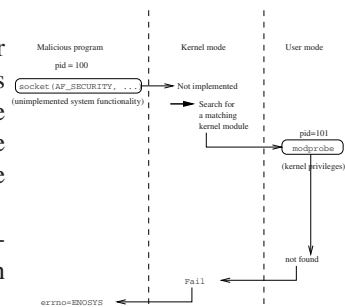 r
s
e
e
e
-
n
Malicious program
Kernel mode
User mode
pid = 100
socket(AF_SECURITY, ...
Not implemented
(unimplemented system functionality)
Search for
a matching
kernel module
pid=101
modprobe
(kernel privileges)
not found
Fail
errno=ENOSYS